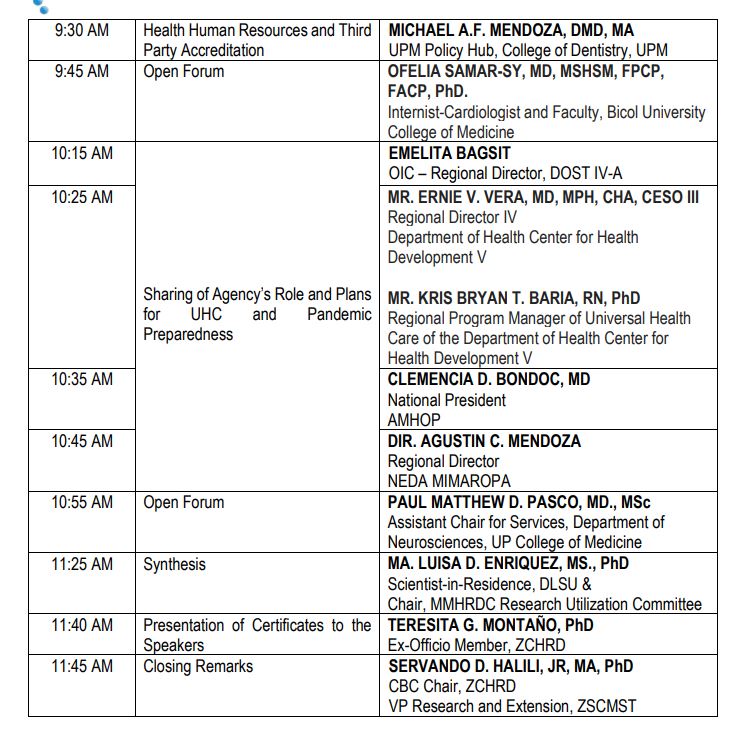 9:30 AM
Health Human Resources and Third
Party Accreditation
MICHAEL A.F. MENDOZA, DMD, MA
UPM Policy Hub, College of Dentistry, UPM
9:45 AM
Open Forum
OFELIA SAMAR-SY, MD, MSHSM, FPCP,
FACP, PhD.
Internist-Cardiologist and Faculty, Bicol University
College of Medicine
10:15 AM
Sharing of Agency's Role and Plans
for UHC and Pandemic
Preparedness
EMELITA BAGSIT
OIC – Regional Director, DOST IV-A
10:25 AM
MR. ERNIE V. VERA, MD, MPH, CHA, CESO III
Regional Director IV
Department of Health Center for Health
Development V
MR. KRIS BRYAN T. BARIA, RN, PhD
Regional Program Manager of Universal Health
Care of the Department of Health Center for
Health Development V
10:35 AM
CLEMENCIA D. BONDOC, MD
National President
AMHOP
10:45 AM
DIR. AGUSTIN C. MENDOZA
Regional Director
NEDA MIMAROPA
10:55 AM
Open Forum
PAUL MATTHEW D. PASCO, MD., MSc
Assistant Chair for Services, Department of
Neurosciences, UP College of Medicine
11:25 AM
Synthesis
MA. LUISA D. ENRIQUEZ, MS., PhD
Scientist-in-Residence, DLSU &
Chair, MMHRDC Research Utilization Committee
11:40 AM
Presentation of Certificates to the
Speakers
TERESITA G. MONTAÑO, PhD
Ex-Officio Member, ZCHRD
11:45 AM
Closing Remarks
SERVANDO D. HALILI, JR, MA, PhD
CBC Chair, ZCHRD
VP Research and Extension, ZSCMST